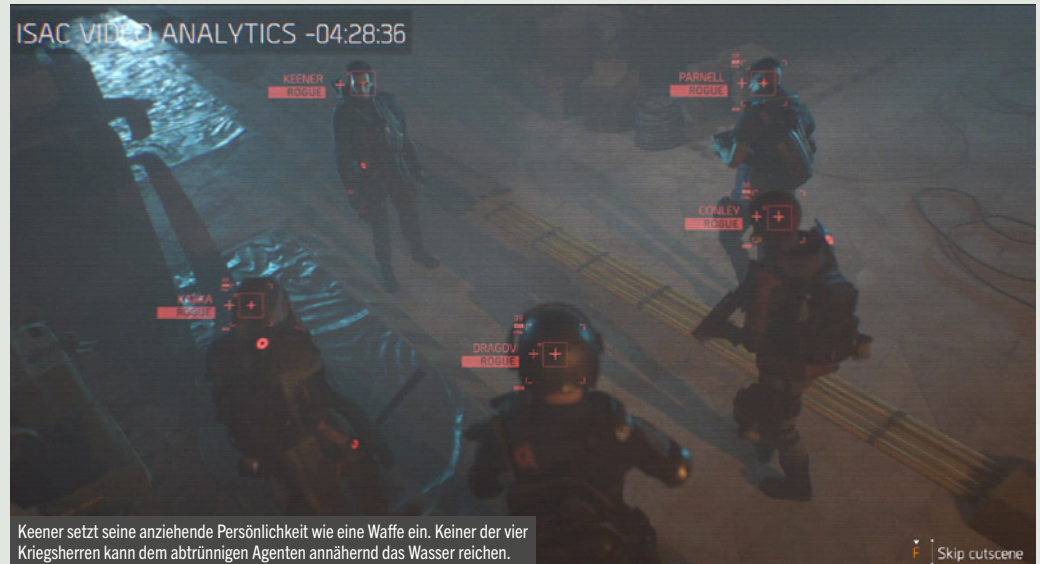 ISAC VIDEO ANALYTICS -04:28:36
KEENER
ROGUE
PARNELL
ROGUE
CONLEY
ROGUE
KAJIKA
ROGUE
DRAGOV
ROGUE
Keener setzt seine anziehende Persönlichkeit wie eine Waffe ein. Keiner der vier
Kriegsherren kann dem abtrünnigen Agenten annähernd das Wasser reichen.
F Skip cutscene